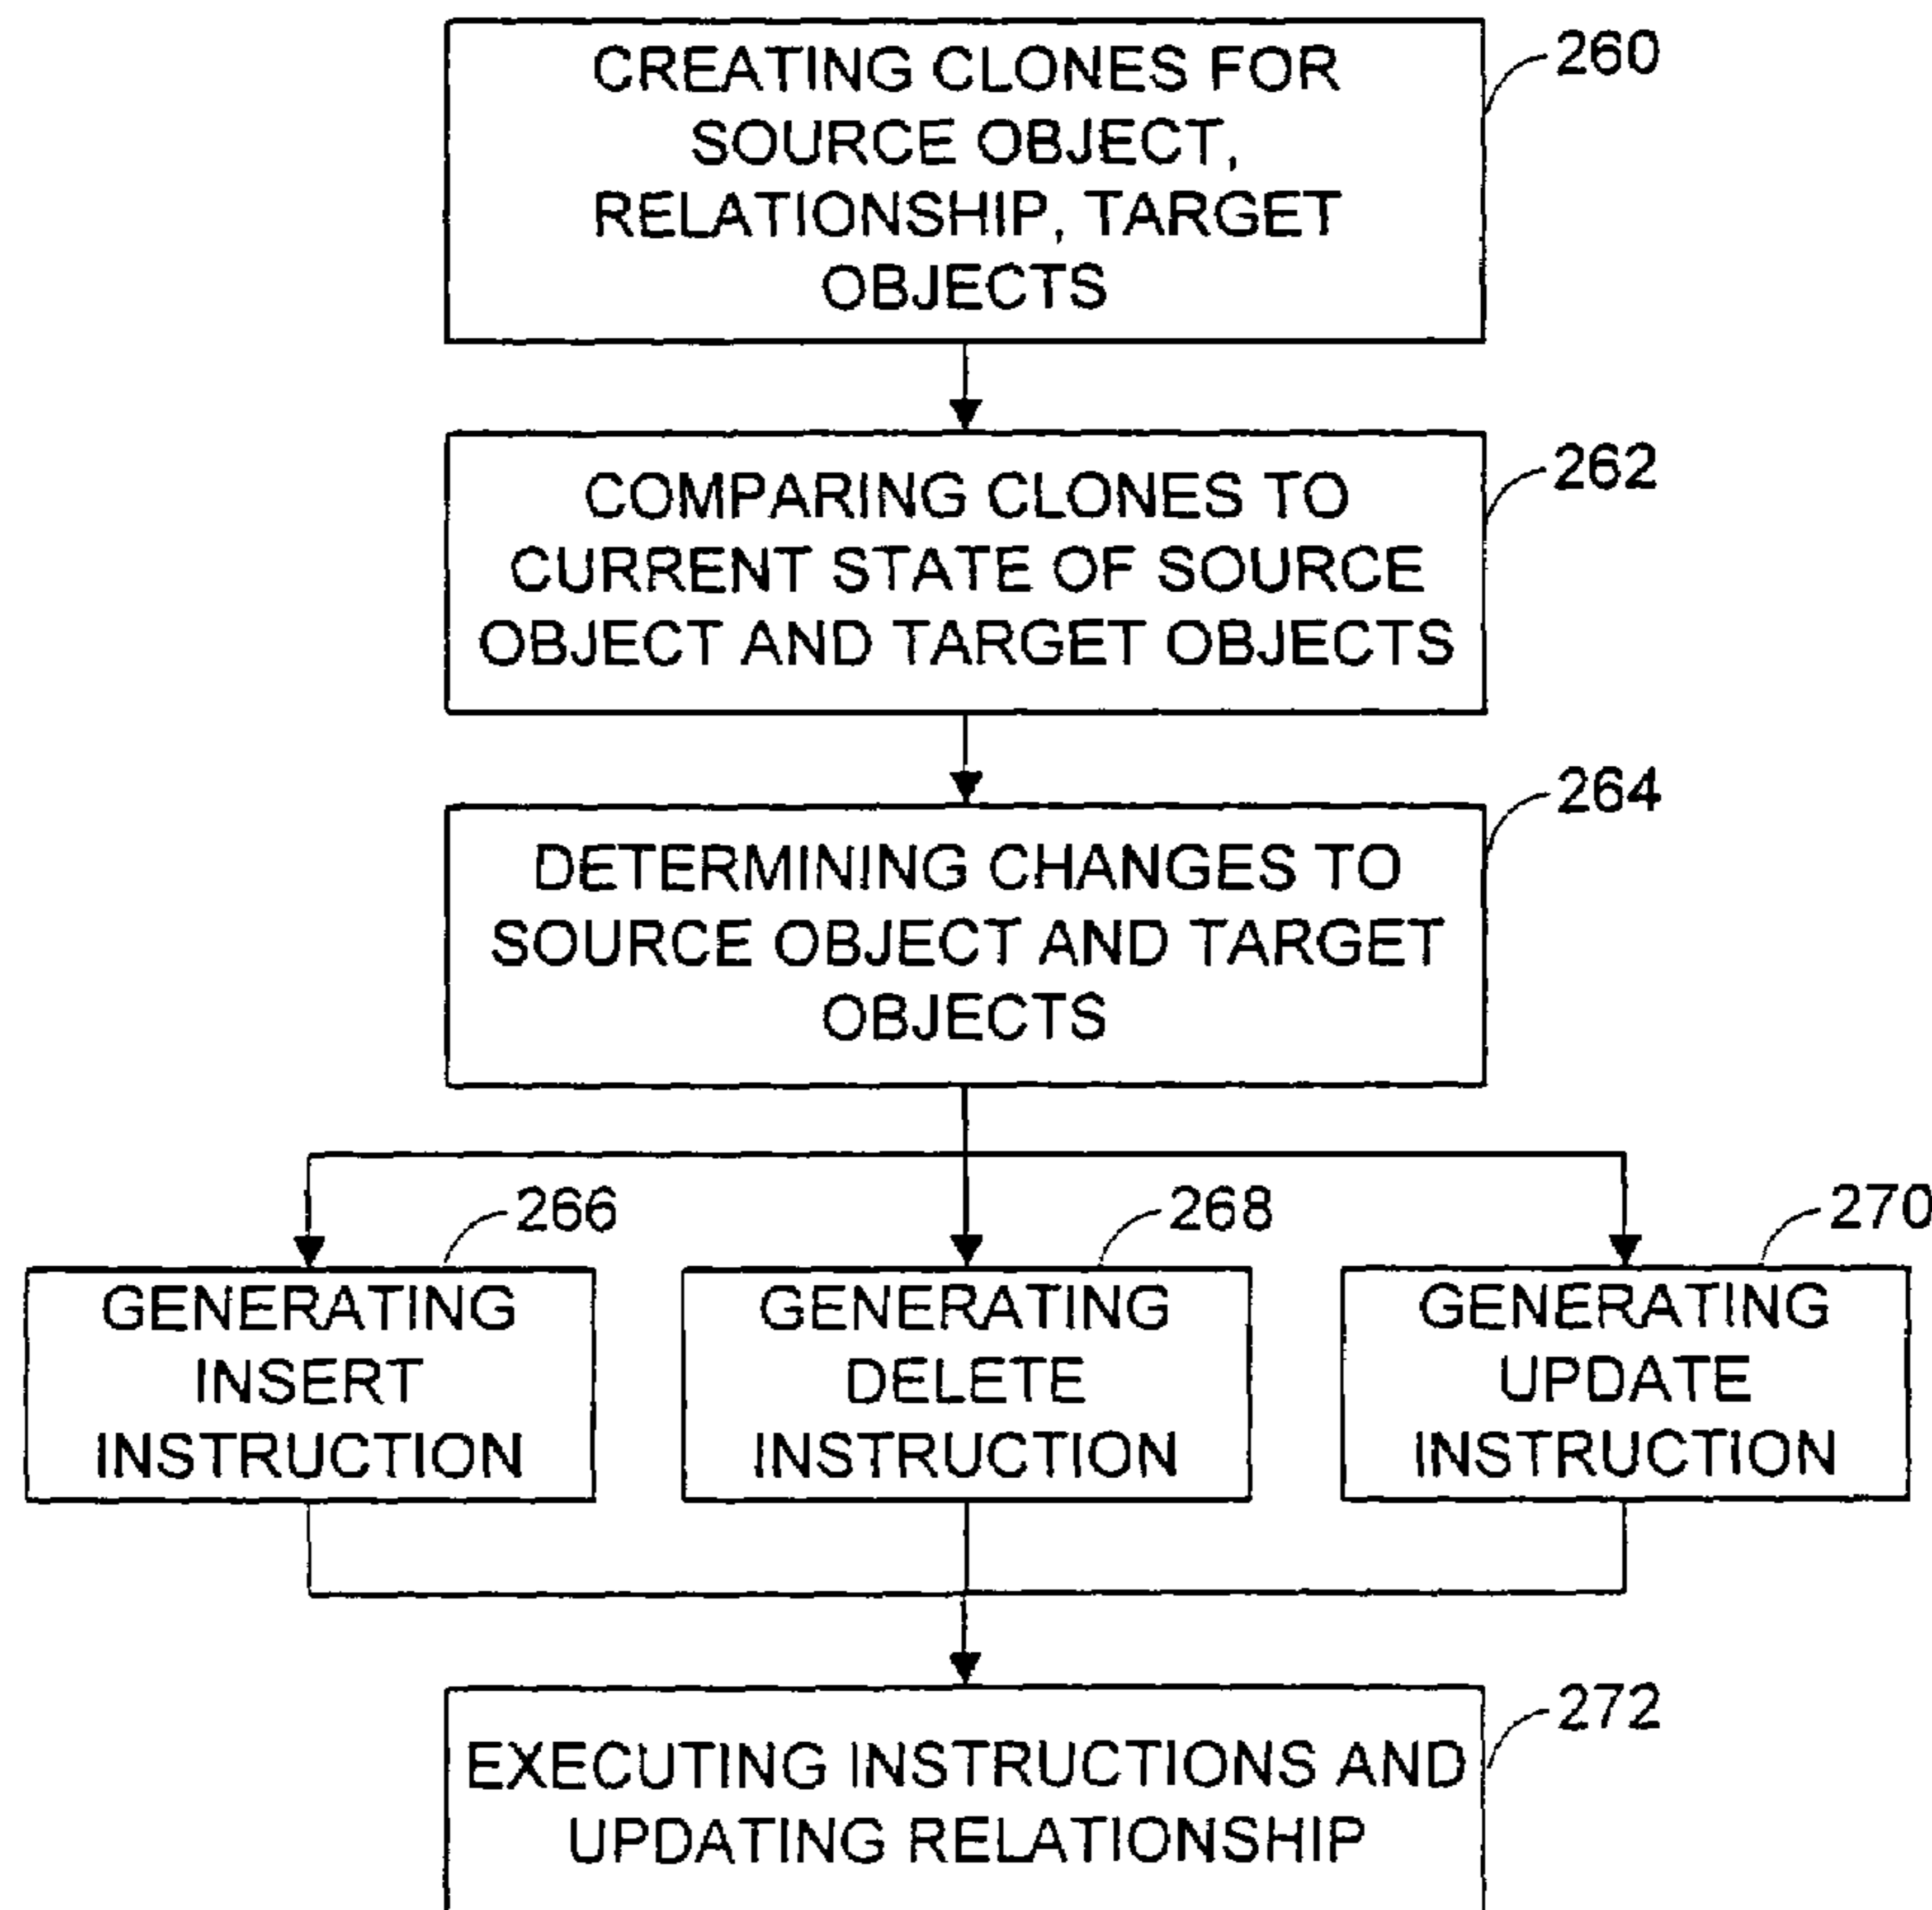 CREATING CLONES FOR
SOURCE OBJECT,
RELATIONSHIP, TARGET
OBJECTS
260
COMPARING CLONES TO
CURRENT STATE OF SOURCE
OBJECT AND TARGET OBJECTS
262
DETERMINING CHANGES TO
SOURCE OBJECT AND TARGET
OBJECTS
264
266
GENERATING
INSERT
INSTRUCTION
268
GENERATING
DELETE
INSTRUCTION
270
GENERATING
UPDATE
INSTRUCTION
272
EXECUTING INSTRUCTIONS AND
UPDATING RELATIONSHIP